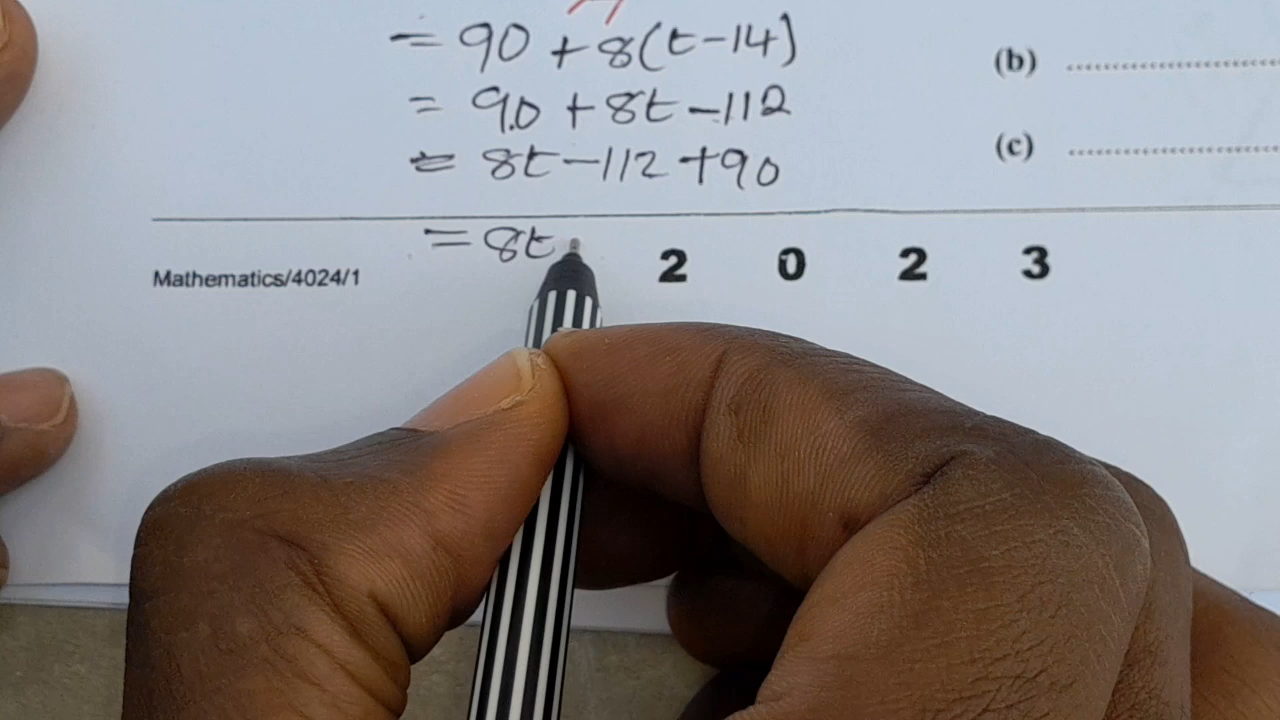 = 90 + 8(t-14)
= 90 + 8t - 112
= 8t - 112 + 90
= 8t
(b) ........................
(c) ........................
Mathematics/4024/1 2 0 2 3